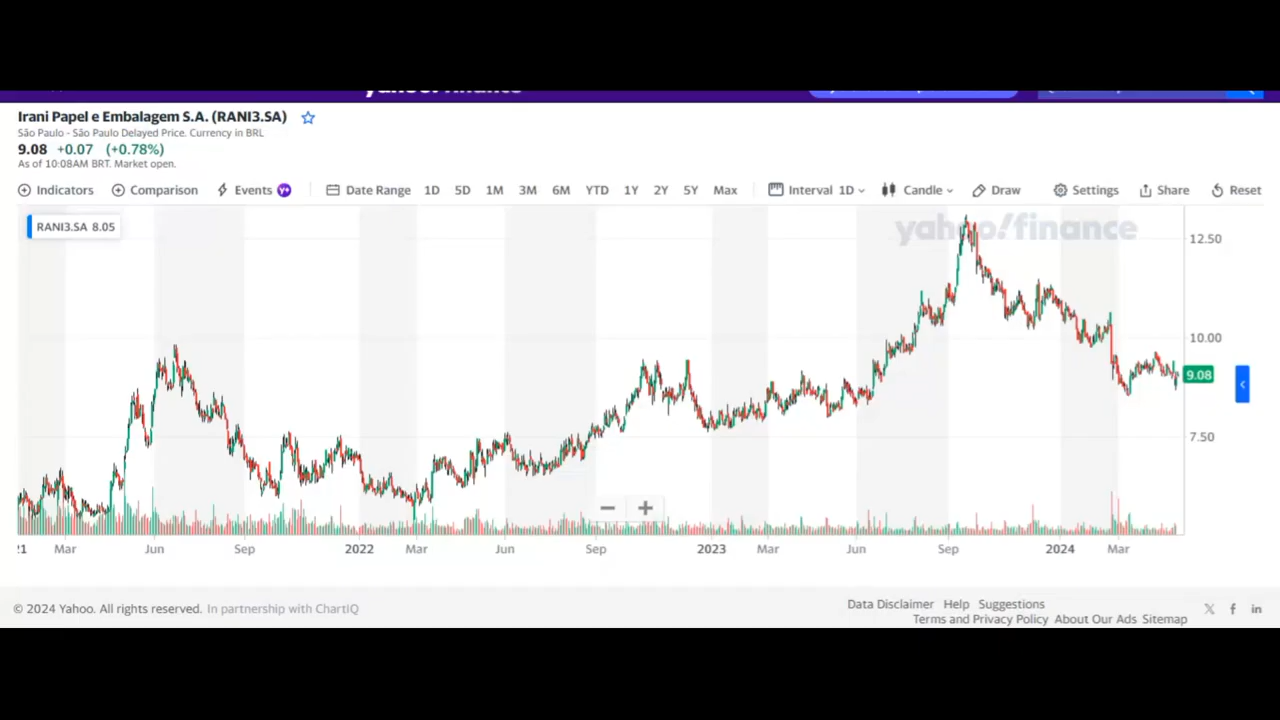 yahoo! finance
Irani Papel e Embalagem S.A. (RANI3.SA)
São Paulo - São Paulo Delayed Price. Currency in BRL
9.08 +0.07 (+0.78%)
As of 10:08AM BRT. Market open.
Indicators Comparison Events Y+ Date Range 1D 5D 1M 3M 6M YTD 1Y 2Y 5Y Max Interval 1D Candle Draw Settings Share Reset
RANI3.SA 8.05
yahoo!finance
12.50
10.00
9.08
7.50
21 Mar Jun Sep 2022 Mar Jun Sep 2023 Mar Jun Sep 2024 Mar
© 2024 Yahoo. All rights reserved. In partnership with ChartIQ
Data Disclaimer Help Suggestions
Terms and Privacy Policy About Our Ads Sitemap